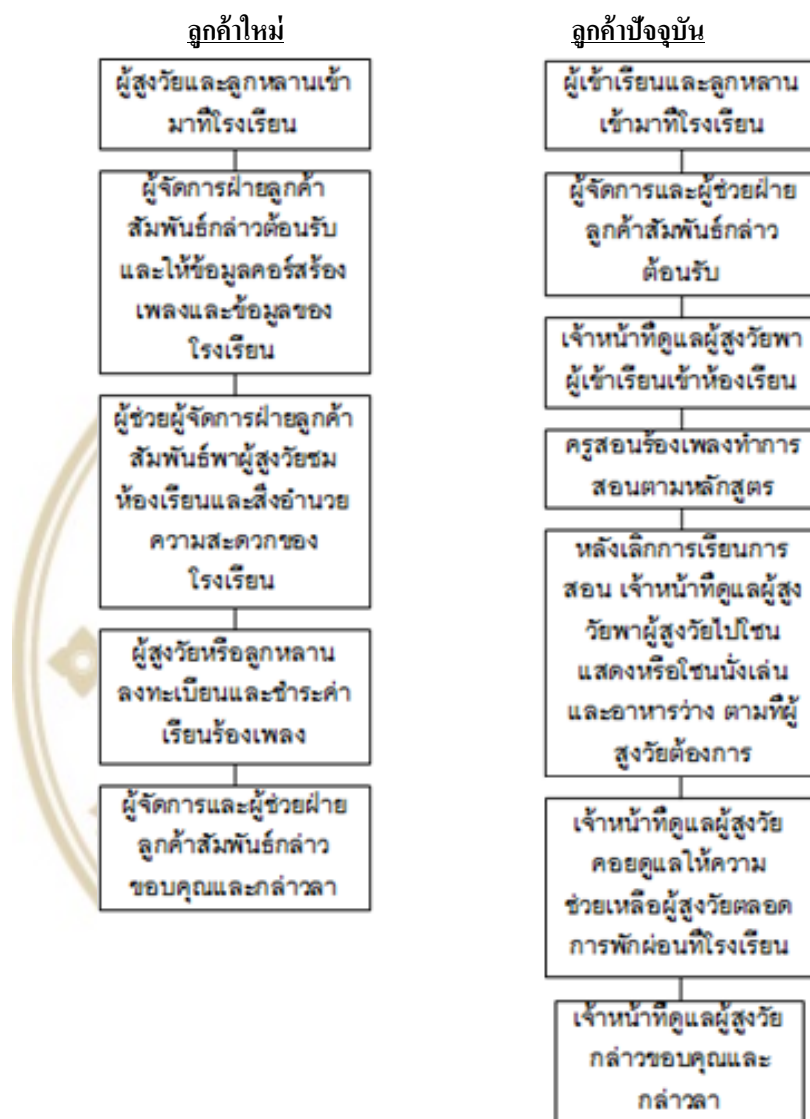 ลูกค้าใหม่
ผู้สูงวัยและลูกหลานเข้า
มาที่โรงเรียน
ผู้จัดการฝ่ายลูกค้า
สัมพันธ์กล่าวต้อนรับ
และให้ข้อมูลคอร์สร้อง
เพลงและข้อมูลของ
โรงเรียน
ผู้ช่วยผู้จัดการฝ่ายลูกค้า
สัมพันธ์พาผู้สูงวัยชม
ห้องเรียนและสิ่งอำนวย
ความสะดวกของ
โรงเรียน
ผู้สูงวัยหรือลูกหลาน
ลงทะเบียนและชำระค่า
เรียนร้องเพลง
ผู้จัดการและผู้ช่วยฝ่าย
ลูกค้าสัมพันธ์กล่าว
ขอบคุณและกล่าวลา
ลูกค้าปัจจุบัน
ผู้เข้าเรียนและลูกหลาน
เข้ามาที่โรงเรียน
ผู้จัดการและผู้ช่วยฝ่าย
ลูกค้าสัมพันธ์กล่าว
ต้อนรับ
เจ้าหน้าที่ดูแลผู้สูงวัยพา
ผู้เข้าเรียนเข้าห้องเรียน
ครูสอนร้องเพลงทำการ
สอนตามหลักสูตร
หลังเลิกการเรียนการ
สอน เจ้าหน้าที่ดูแลผู้สูง
วัยพาผู้สูงวัยไปโซน
แสดงหรือโซนนั่งเล่น
และอาหารว่าง ตามที่ผู้
สูงวัยต้องการ
เจ้าหน้าที่ดูแลผู้สูงวัย
คอยดูแลให้ความ
ช่วยเหลือผู้สูงวัยตลอด
การพักผ่อนที่โรงเรียน
เจ้าหน้าที่ดูแลผู้สูงวัย
กล่าวขอบคุณและ
กล่าวลา